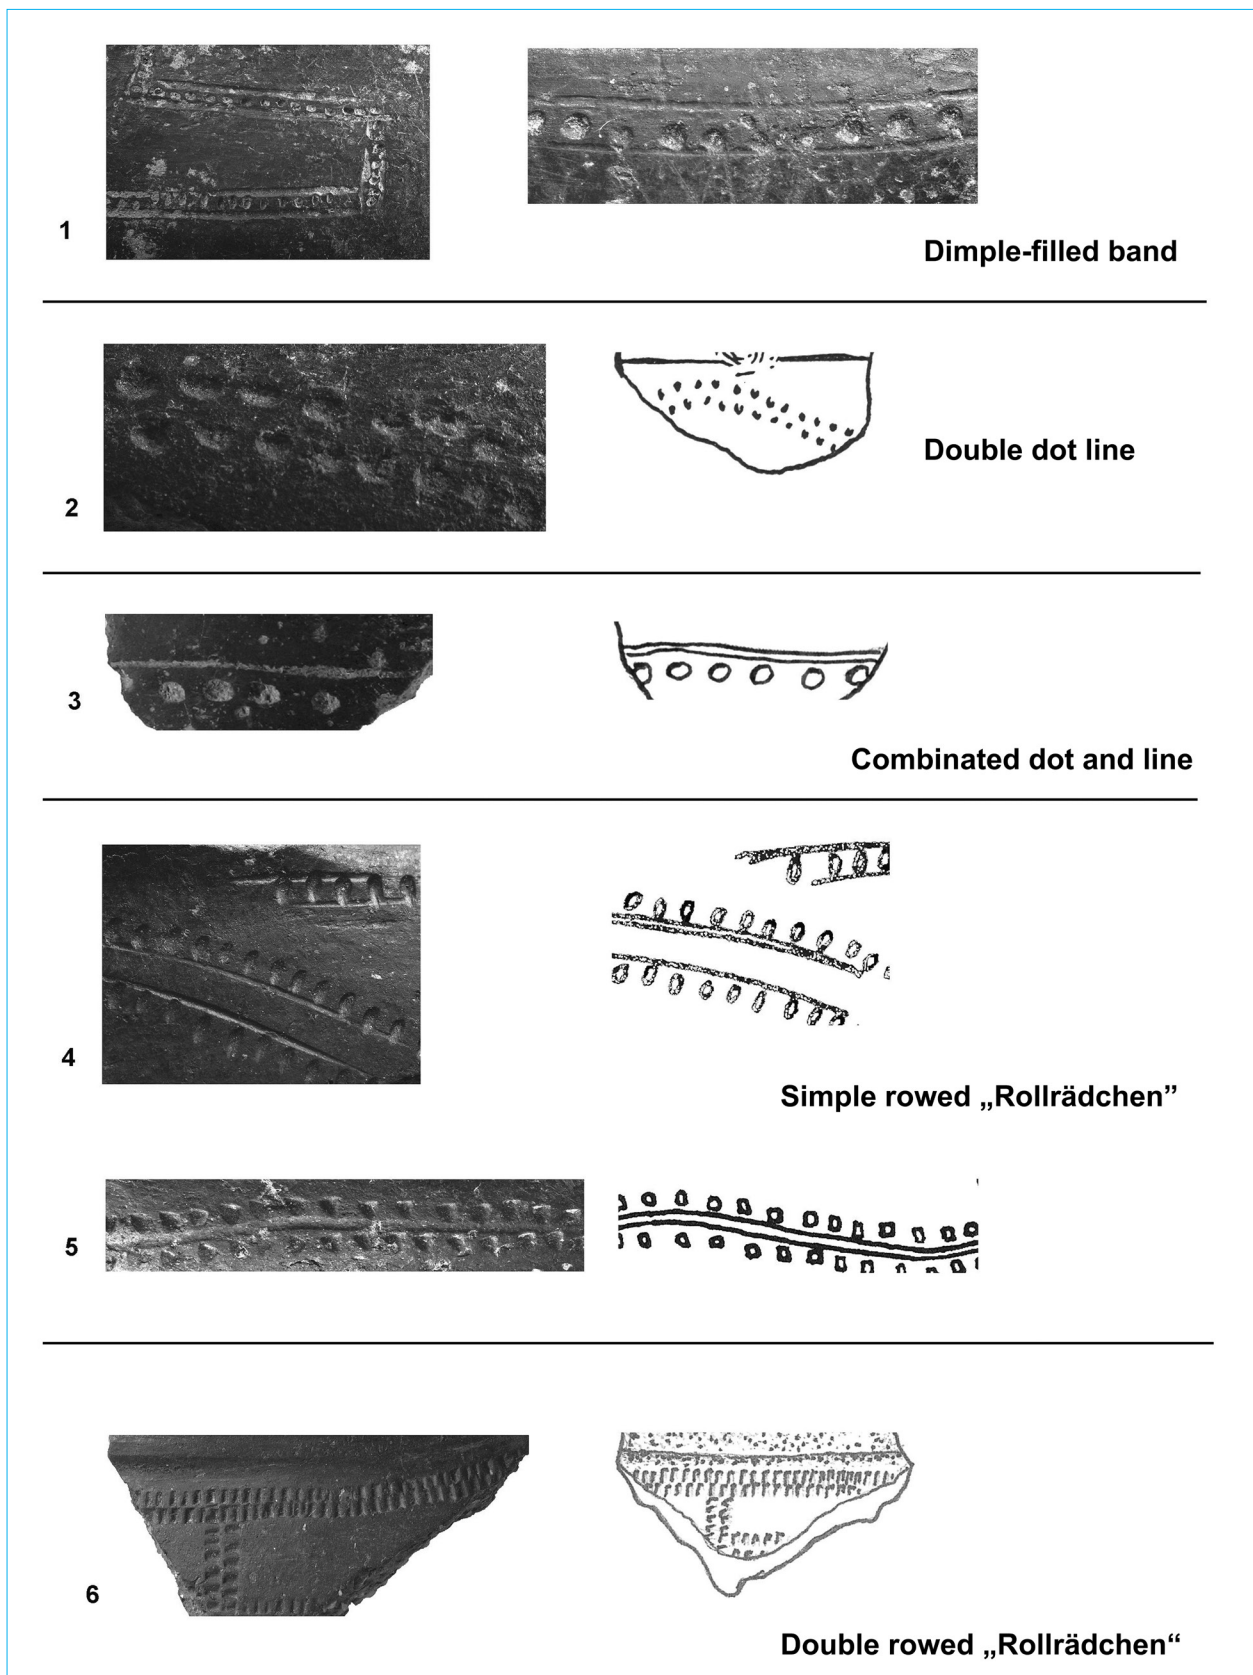 1
Dimple-filled band
2
Double dot line
3
Combinated dot and line
4
Simple rowed „Rollrädchen”
5
6
Double rowed „Rollrädchen“